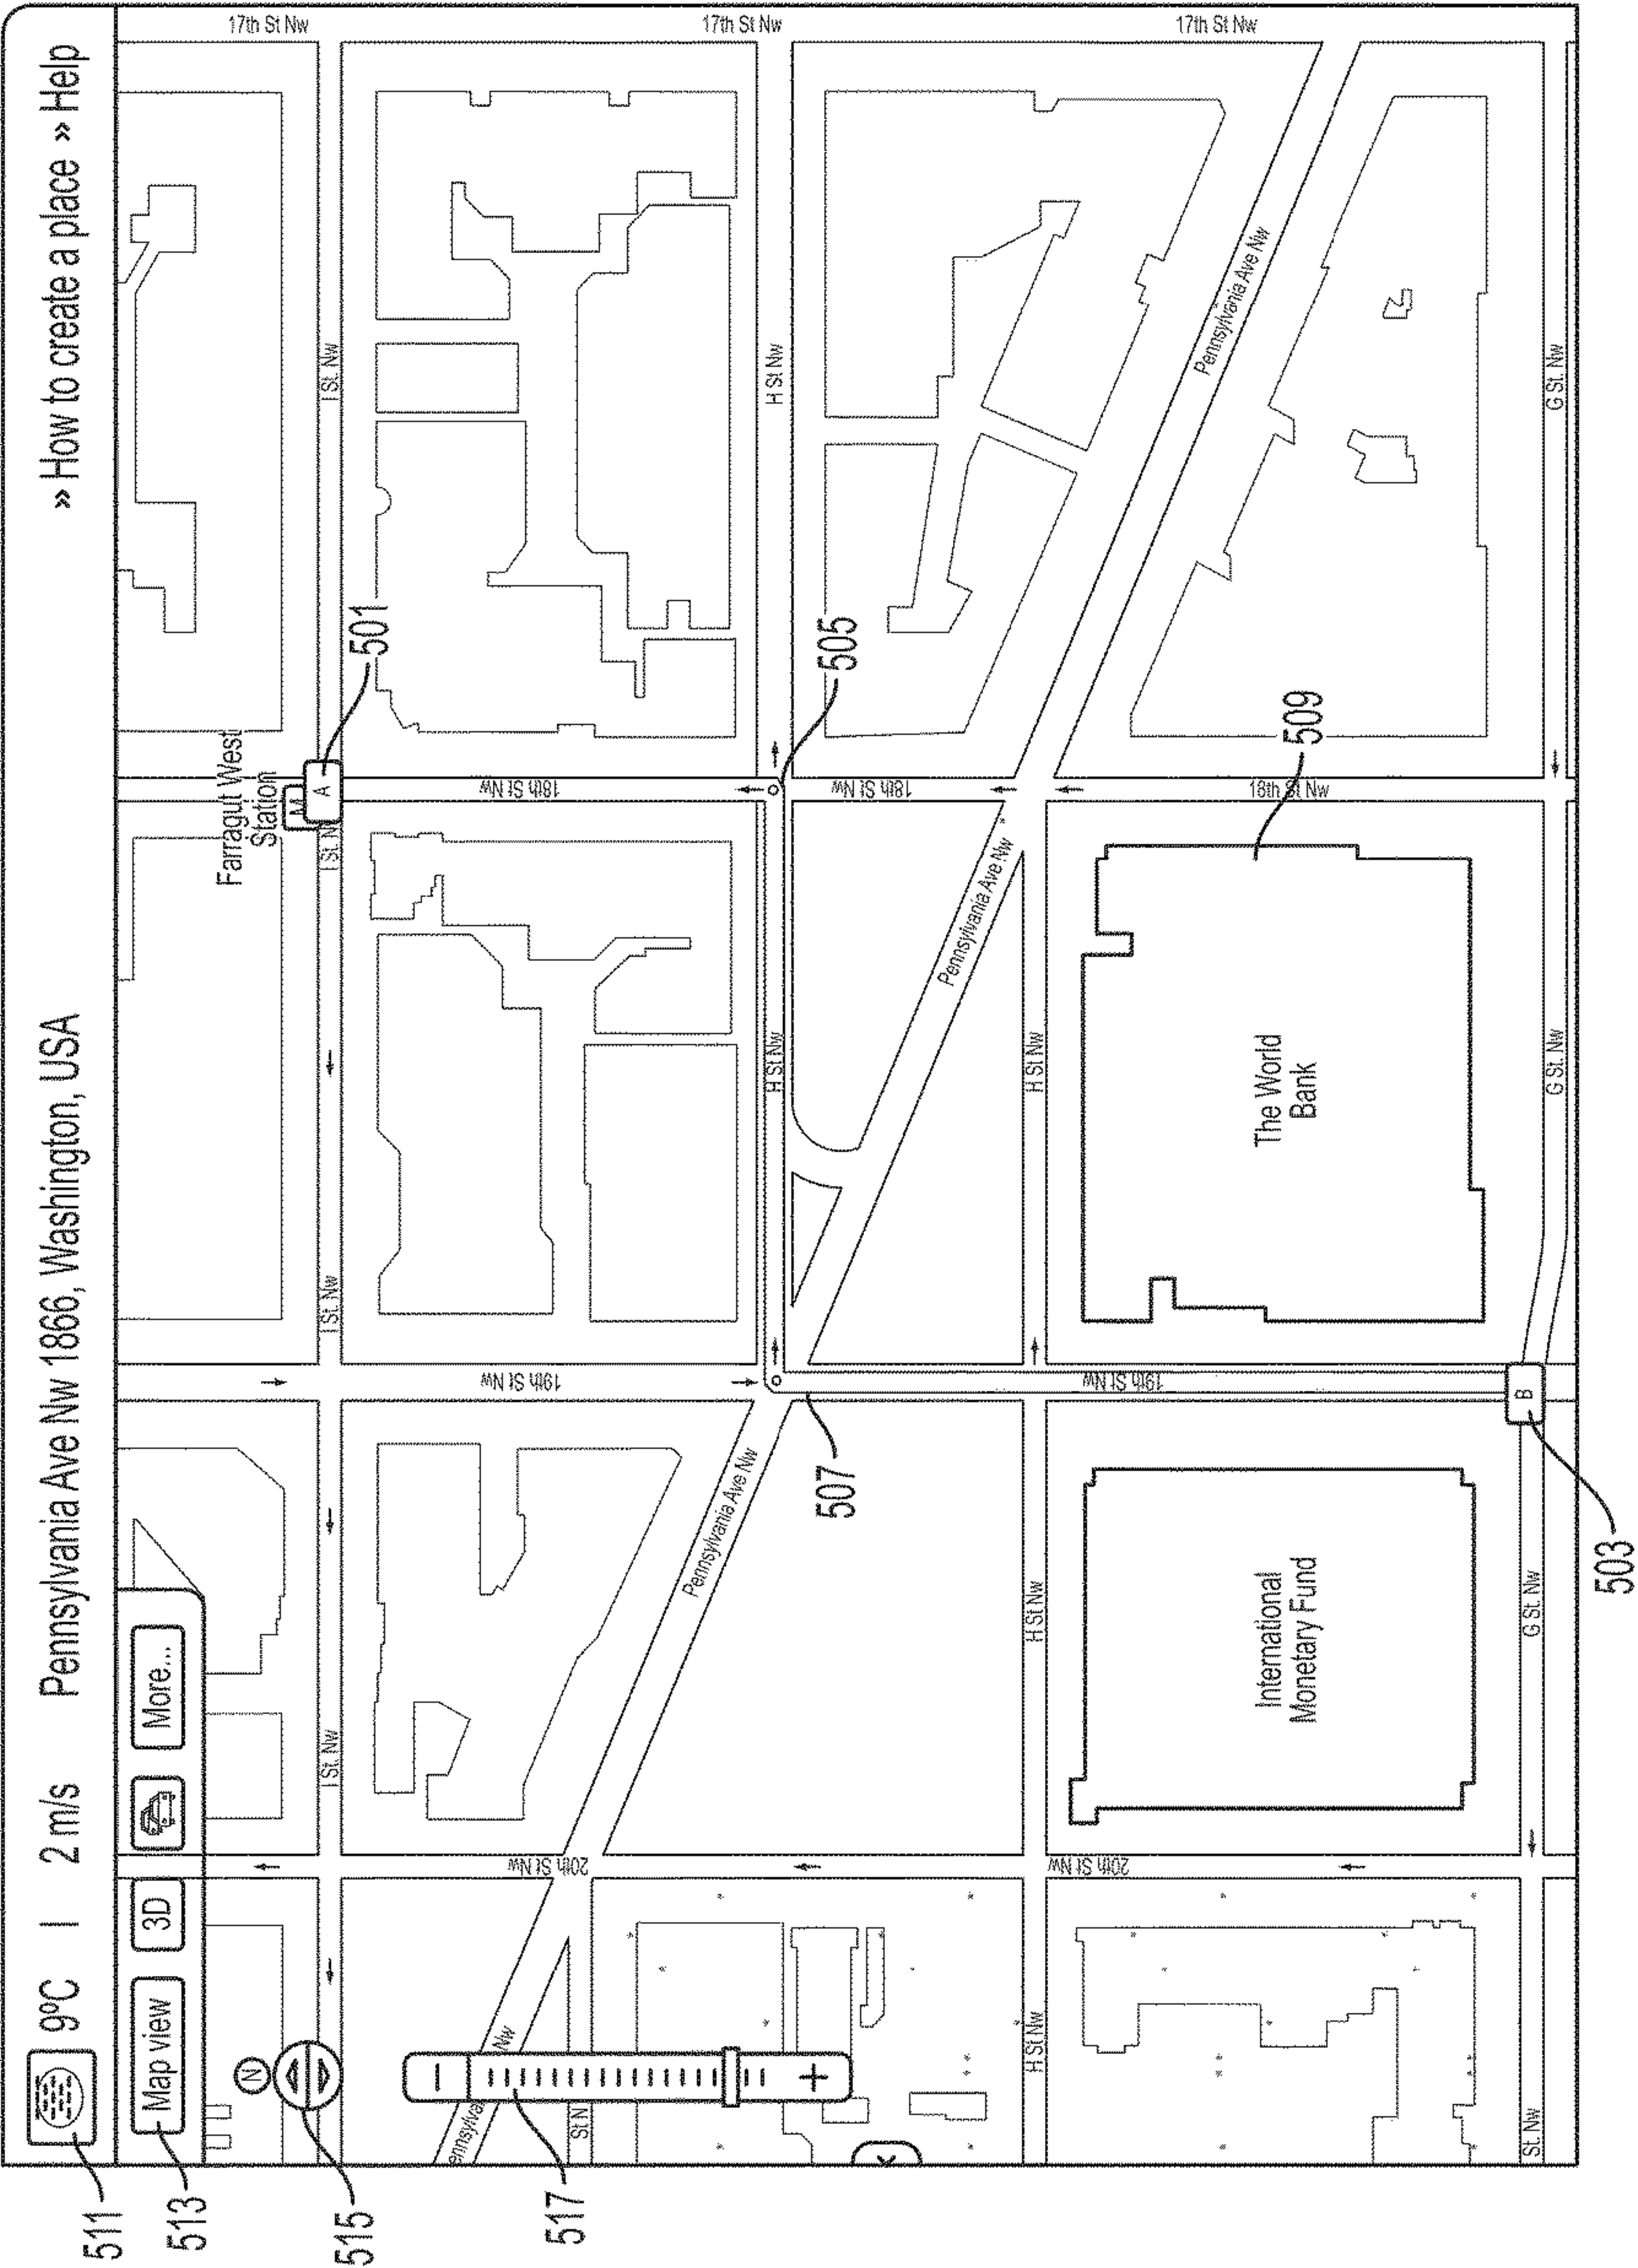 9ºC | 2 m/s Pennsylvania Ave Nw 1866, Washington, USA » How to create a place » Help
Map view
3D
More...
N
17th St Nw
17th St Nw
17th St Nw
Farragut West
Station
M
A
I St. Nw
I St. Nw
I St. N
I St. Nw
18th St Nw
18th St Nw
18th St Nw
19th St Nw
19th St Nw
20th St Nw
20th St Nw
H St Nw
H St Nw
H St Nw
H St Nw
H St Nw
Pennsylvania Ave Nw
Pennsylvania Ave Nw
Pennsylvania Ave Nw
ennsylva
Nw
St N
International
Monetary Fund
The World
Bank
B
St. Nw
G St. Nw
G St. Nw
G St. Nw
−
+
501
503
505
507
509
511
513
515
517